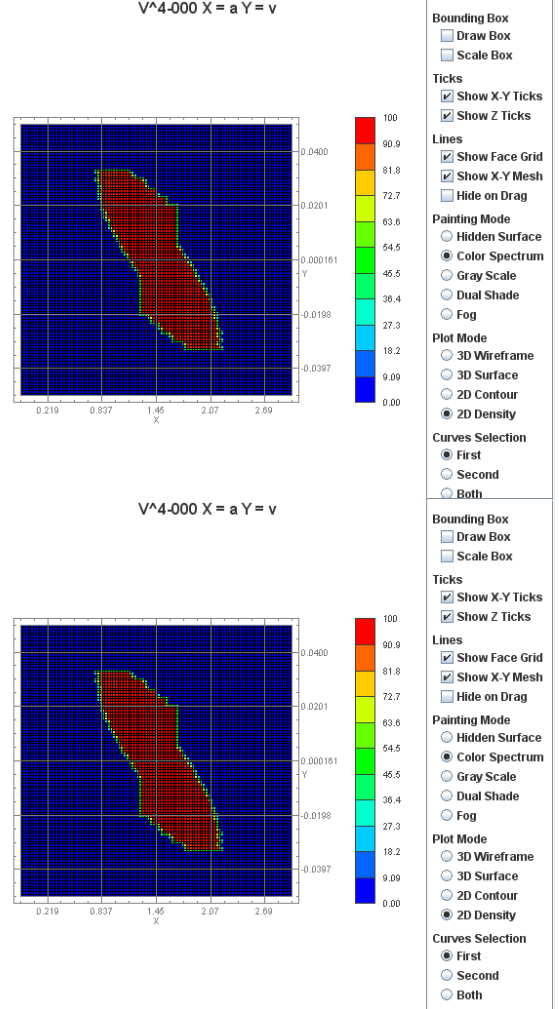 V^4-000 X = a Y = v
Bounding Box
Draw Box
Scale Box
Ticks
Show X-Y Ticks
Show Z Ticks
Lines
Show Face Grid
Show X-Y Mesh
Hide on Drag
Painting Mode
Hidden Surface
Color Spectrum
Gray Scale
Dual Shade
Fog
Plot Mode
3D Wireframe
3D Surface
2D Contour
2D Density
Curves Selection
First
Second
Both
0.0400
0.0201
0.000161
Y
-0.0198
-0.0397
0.219 0.837 1.45 2.07 2.69
X
100
90.9
81.8
72.7
63.6
54.5
45.5
36.4
27.3
18.2
9.09
0.00
V^4-000 X = a Y = v
Bounding Box
Draw Box
Scale Box
Ticks
Show X-Y Ticks
Show Z Ticks
Lines
Show Face Grid
Show X-Y Mesh
Hide on Drag
Painting Mode
Hidden Surface
Color Spectrum
Gray Scale
Dual Shade
Fog
Plot Mode
3D Wireframe
3D Surface
2D Contour
2D Density
Curves Selection
First
Second
Both
0.0400
0.0201
0.000161
Y
-0.0198
-0.0397
0.219 0.837 1.45 2.07 2.69
X
100
90.9
81.8
72.7
63.6
54.5
45.5
36.4
27.3
18.2
9.09
0.00